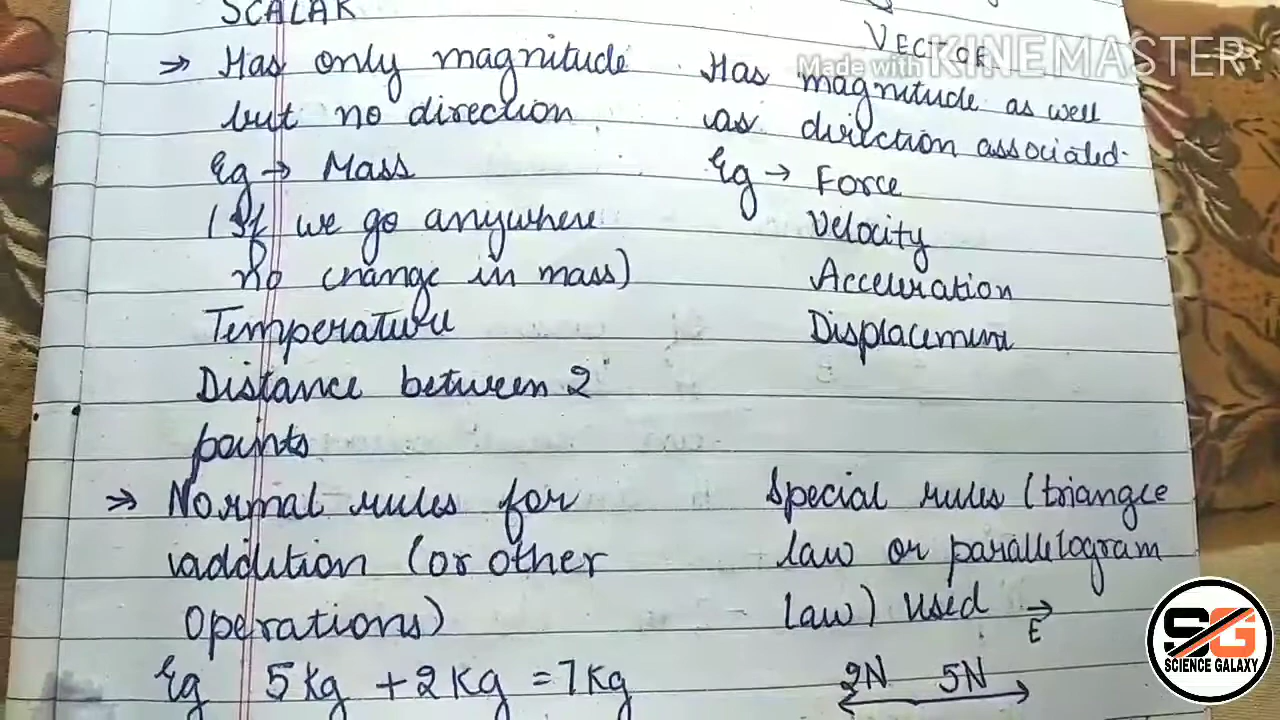 SCALAR
⇒ Has only magnitude
but no direction
Eg → Mass
(If we go anywhere
no change in mass)
Temperature
Distance between 2
points
⇒ Normal rules for
addition (or other
operations)
Eg 5 kg + 2 kg = 7 kg
VECTOR
Made with KINEMASTER
Has magnitude as well
as direction associated.
Eg → Force
Velocity
Acceleration
Displacement
Special rules (triangle
law or parallelogram
law) used
→
E
2N 5N
SG
SCIENCE GALAXY